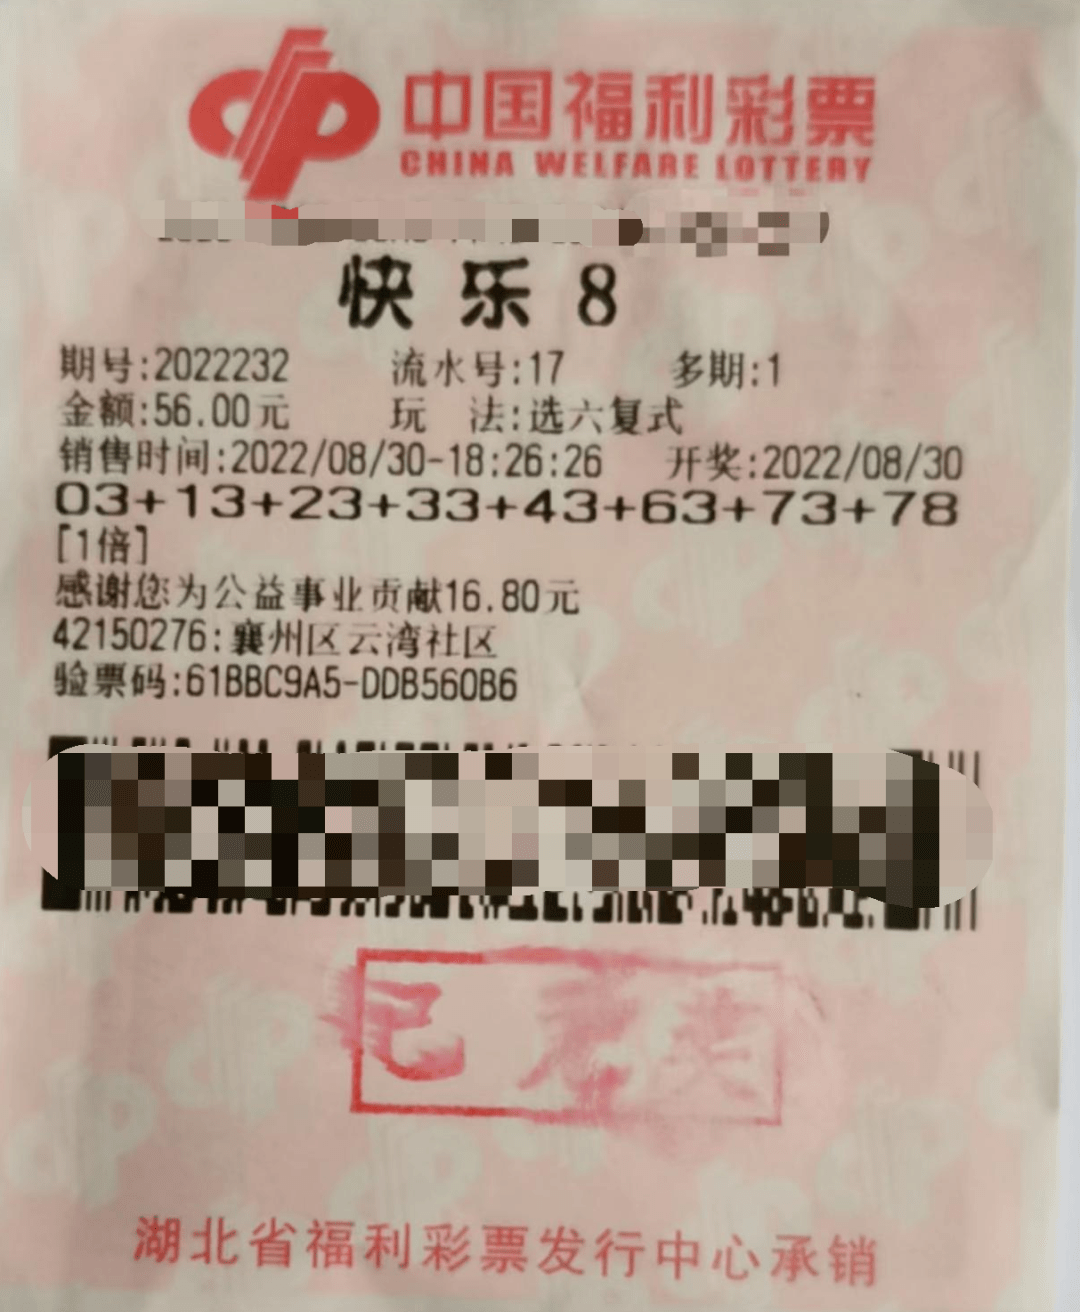 中国福利彩票
CHINA WELFARE LOTTERY
快乐8
期号:2022232 流水号:17 多期:1
金额:56.00元 玩 法:选六复式
销售时间:2022/08/30-18:26:26 开奖:2022/08/30
03+13+23+33+43+63+73+78
[1倍]
感谢您为公益事业贡献16.80元
42150276:襄州区云湾社区
验票码:61BBC9A5-DDB560B6
已兑奖
湖北省福利彩票发行中心承销